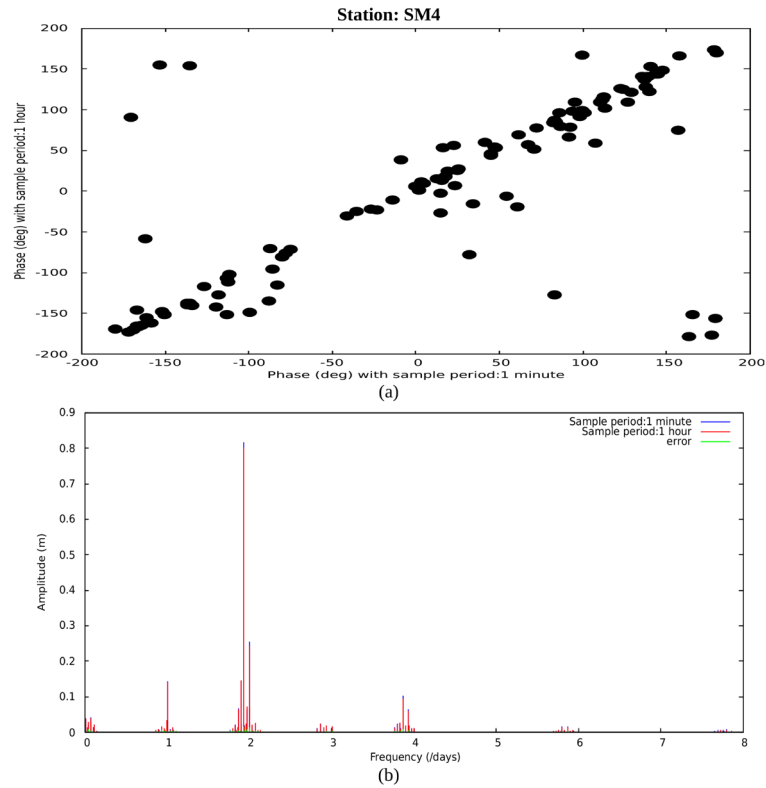 Station: SM4
200
150
100
50
0
-50
-100
-150
-200
Phase (deg) with sample period:1 hour
-200 -150 -100 -50 0 50 100 150 200
Phase (deg) with sample period:1 minute
(a)
0.9
0.8
0.7
0.6
0.5
0.4
0.3
0.2
0.1
0
Amplitude (m)
Sample period:1 minute
Sample period:1 hour
error
0 1 2 3 4 5 6 7 8
Frequency (/days)
(b)